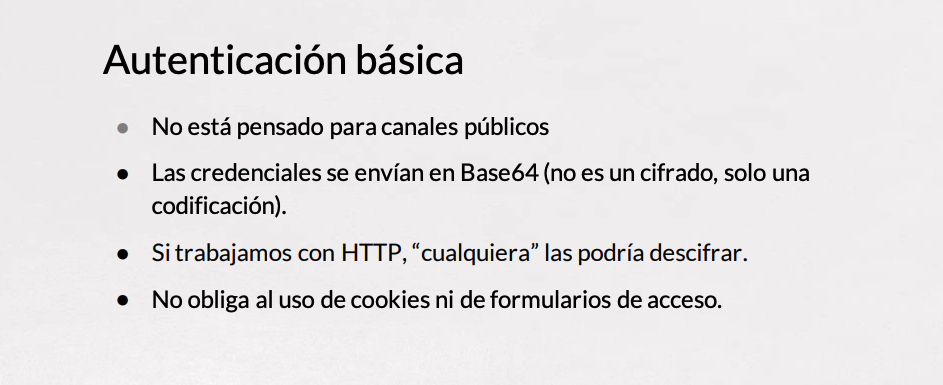 Autenticación básica
● No está pensado para canales públicos
● Las credenciales se envían en Base64 (no es un cifrado, solo una
codificación).
● Si trabajamos con HTTP, “cualquiera” las podría descifrar.
● No obliga al uso de cookies ni de formularios de acceso.